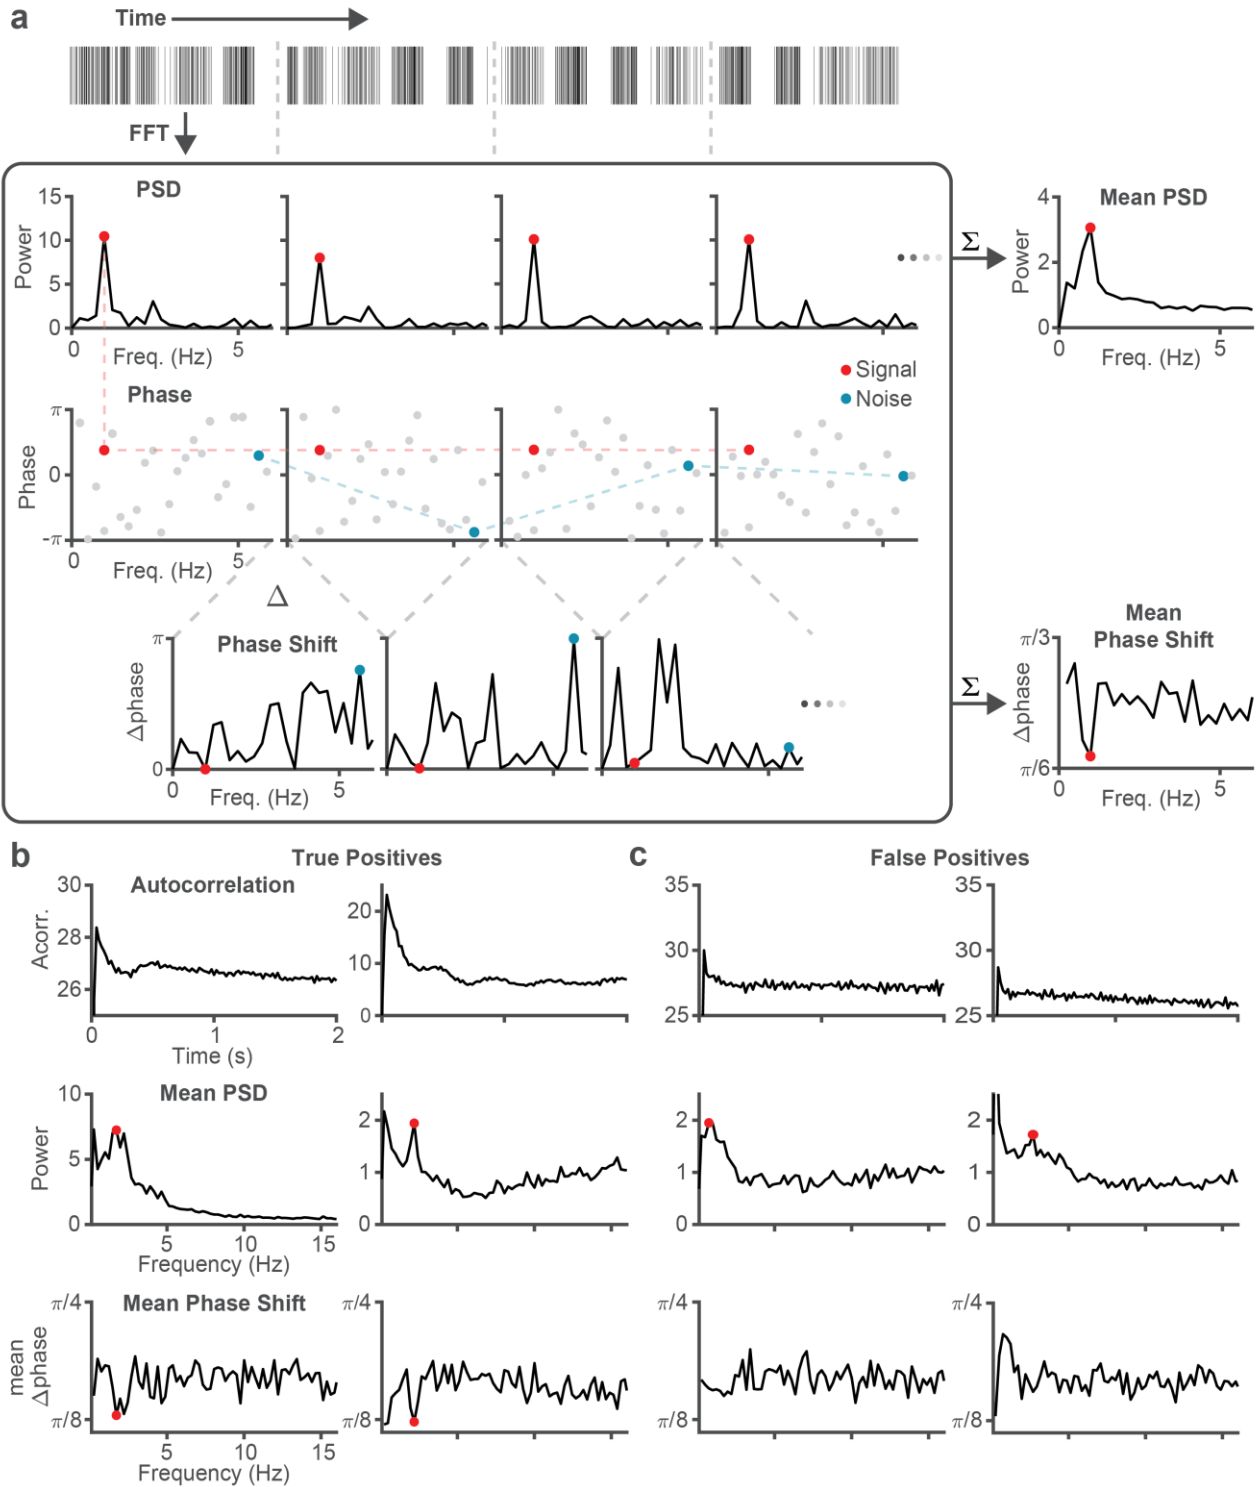 a
Time
FFT
PSD
Mean PSD
15
10
5
0
Power
0
5
Freq. (Hz)
Σ
4
2
0
Power
0
5
Freq. (Hz)
Signal
Noise
Phase
π
0
-π
Phase
0
5
Freq. (Hz)
Δ
Phase Shift
π
0
Δphase
0
5
Freq. (Hz)
Σ
Mean
Phase Shift
π/3
π/6
Δphase
0
5
Freq. (Hz)
b
True Positives
c
False Positives
Autocorrelation
30
28
26
Acorr.
0
1
2
Time (s)
20
10
0
35
30
25
35
30
25
Mean PSD
10
5
0
Power
5
10
15
Frequency (Hz)
2
1
0
2
1
0
2
1
0
Mean Phase Shift
π/4
π/8
mean
Δphase
5
10
15
Frequency (Hz)
π/4
π/8
π/4
π/8
π/4
π/8